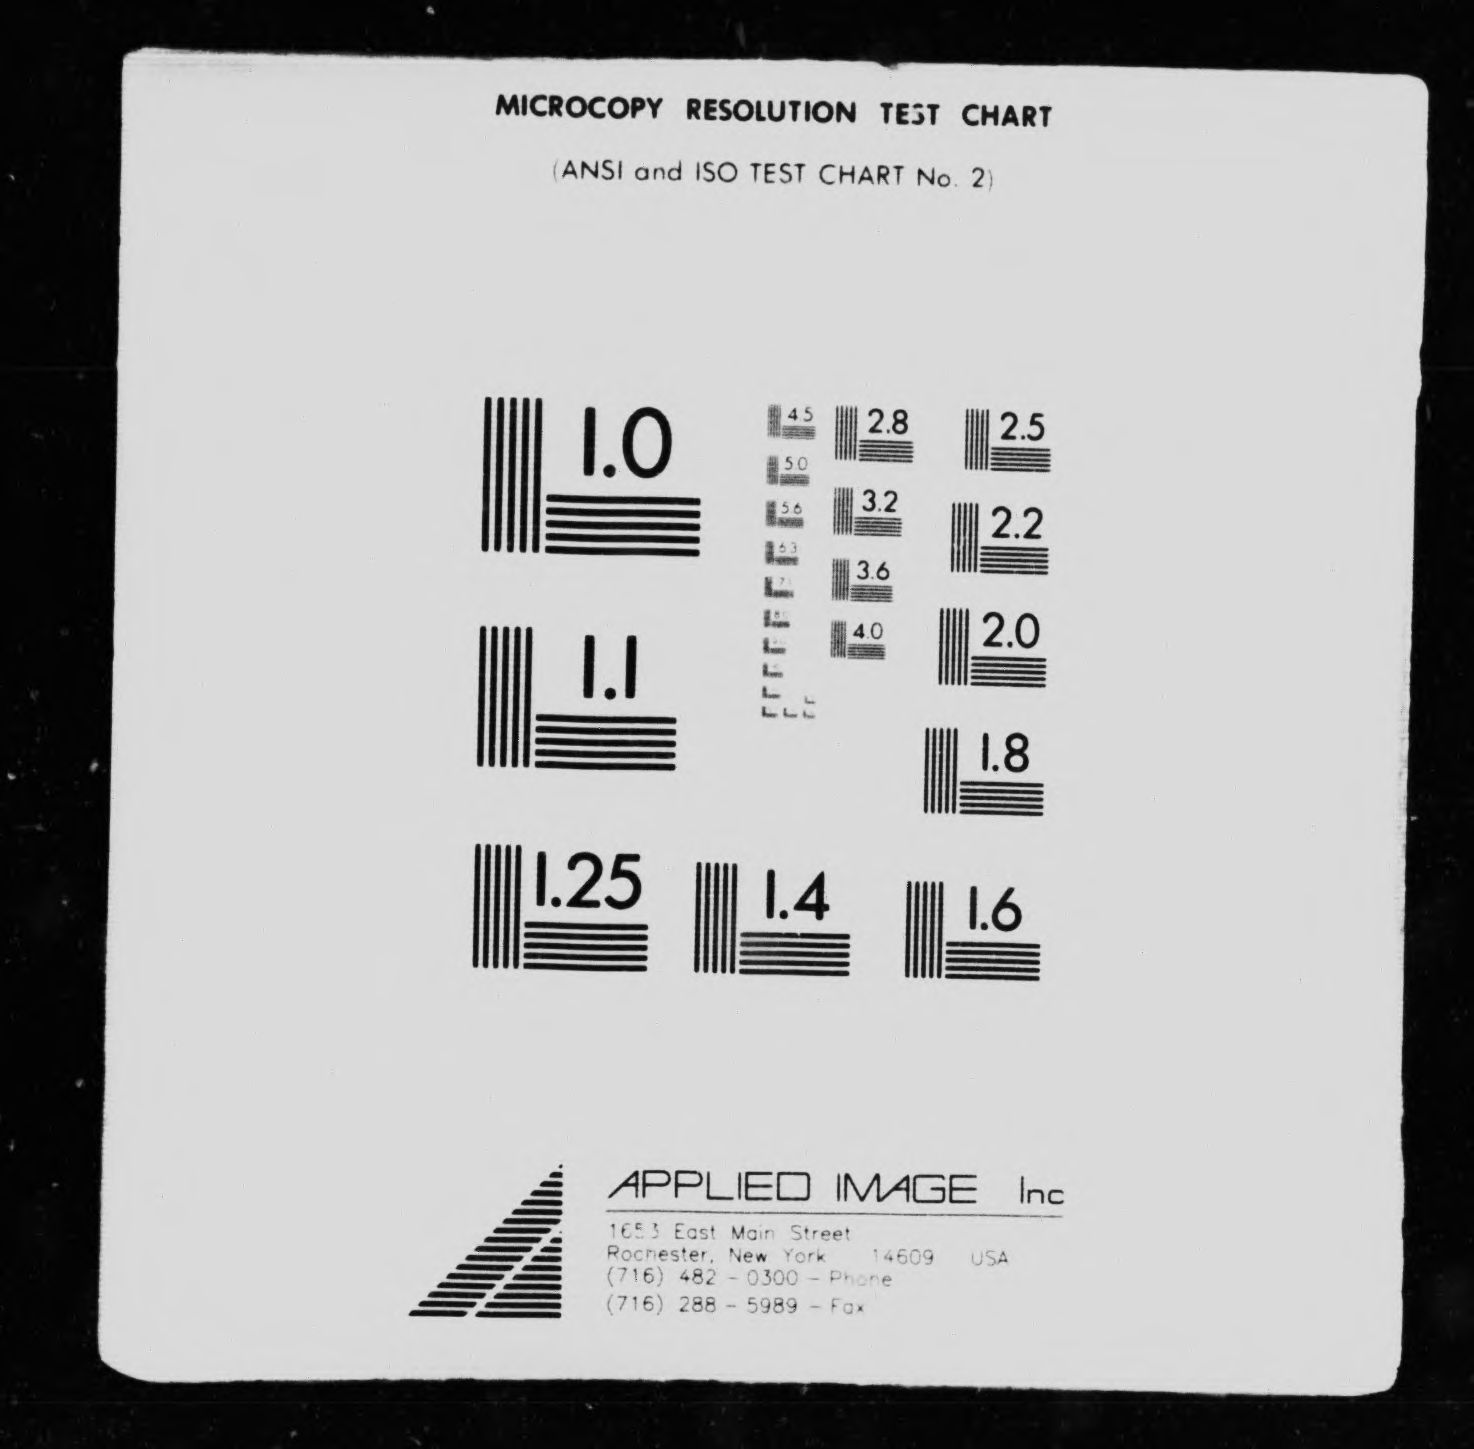 MICROCOPY RESOLUTION TEST CHART
(ANSI and ISO TEST CHART No. 2)
1.0
4.5
2.8
2.5
5.0
3.2
2.2
5.6
6.3
3.6
1.1
4.0
2.0
1.8
1.25
1.4
1.6
APPLIED IMAGE Inc
1653 East Main Street
Rochester, New York 14609 USA
(716) 482 - 0300 - Phone
(716) 288 - 5989 - Fax